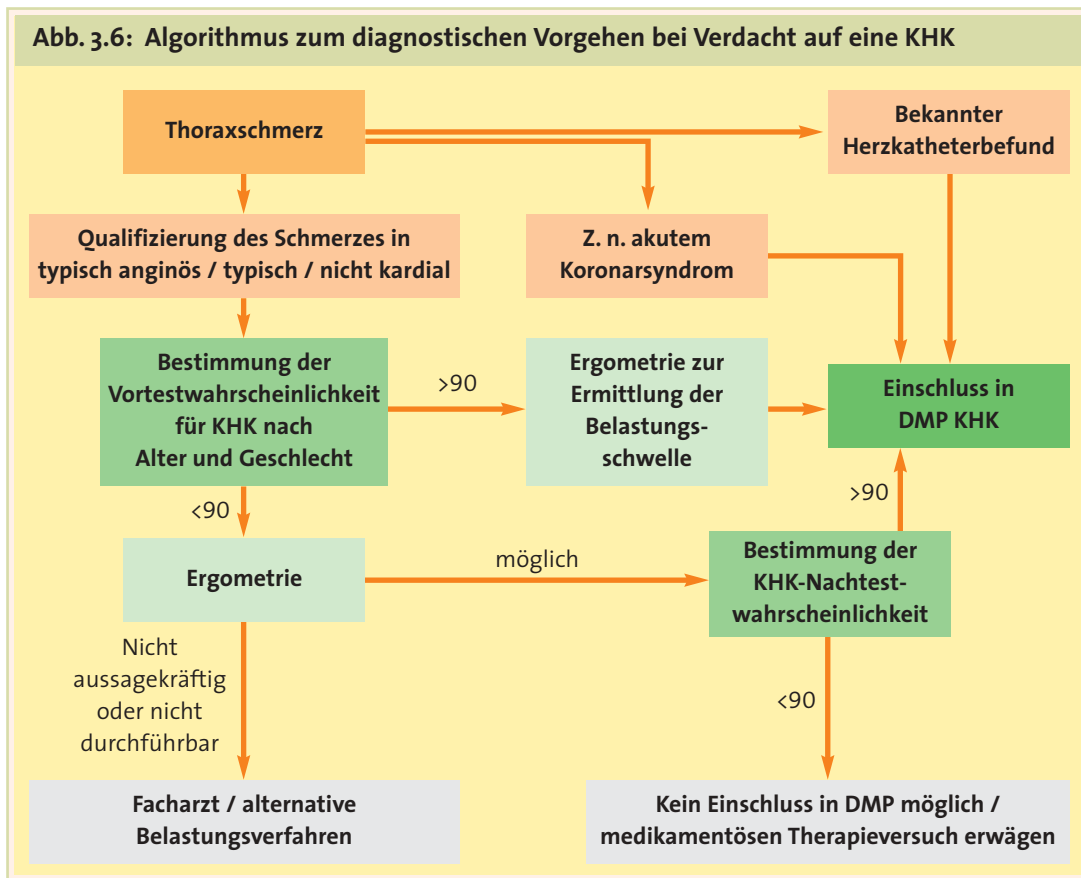 Abb. 3.6: Algorithmus zum diagnostischen Vorgehen bei Verdacht auf eine KHK
Thoraxschmerz
Bekannter
Herzkatheterbefund
Qualifizierung des Schmerzes in
typisch anginös / typisch / nicht kardial
Z. n. akutem
Koronarsyndrom
Bestimmung der
Vortestwahrscheinlichkeit
für KHK nach
Alter und Geschlecht
>90
Ergometrie zur
Ermittlung der
Belastungs-
schwelle
Einschluss in
DMP KHK
<90
>90
Ergometrie
möglich
Bestimmung der
KHK-Nachtest-
wahrscheinlichkeit
Nicht
aussagekräftig
oder nicht
durchführbar
<90
Facharzt / alternative
Belastungsverfahren
Kein Einschluss in DMP möglich /
medikamentösen Therapieversuch erwägen